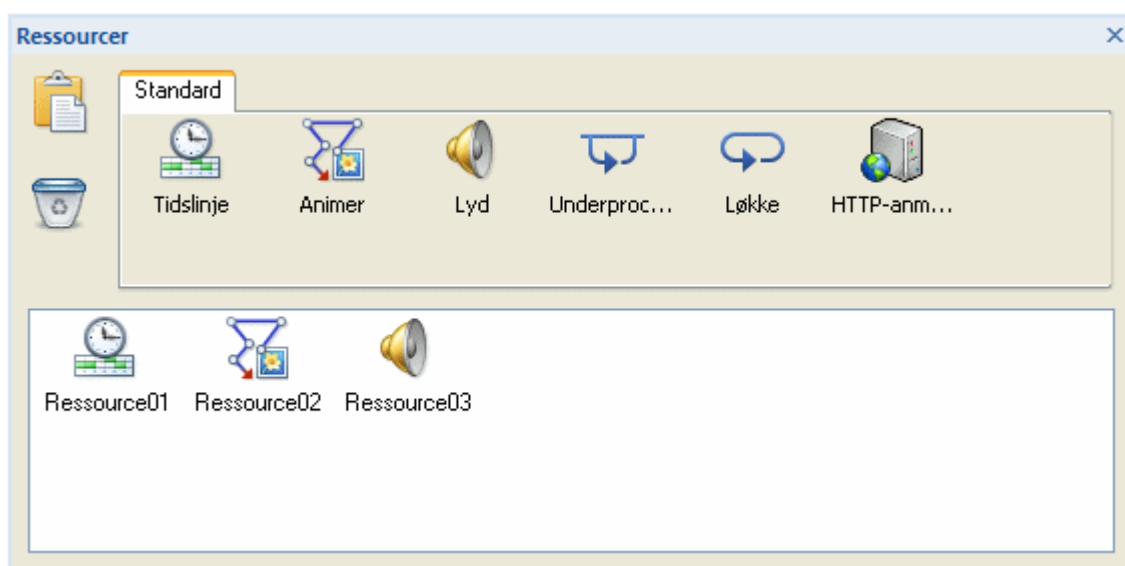 Ressourcer
Standard
Tidslinje Animer Lyd Underproc... Løkke HTTP-anm...
Ressource01 Ressource02 Ressource03